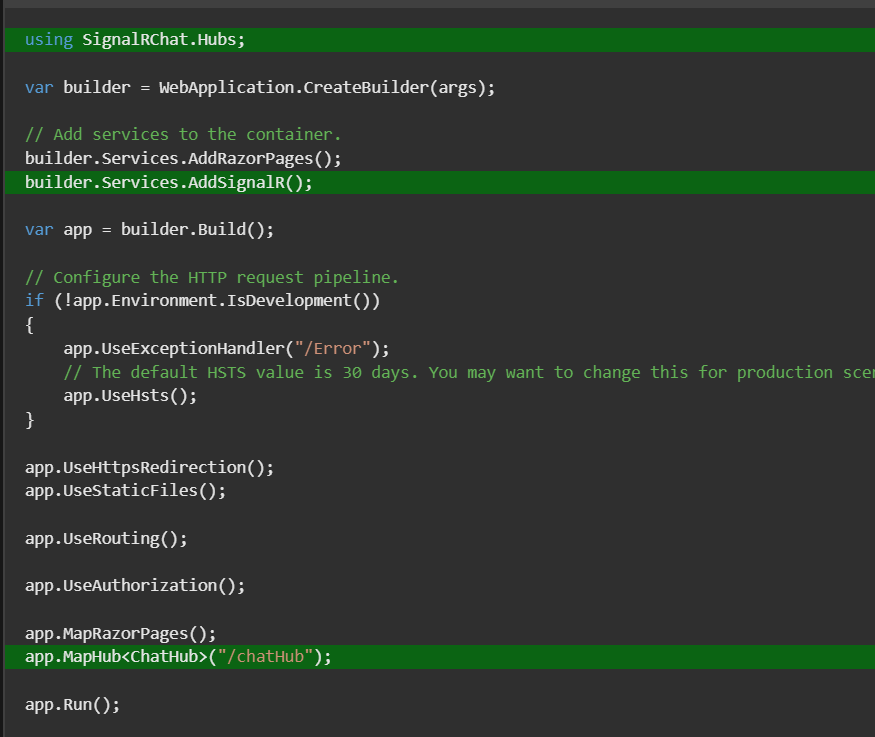 using SignalRChat.Hubs;
var builder = WebApplication.CreateBuilder(args);
// Add services to the container.
builder.Services.AddRazorPages();
builder.Services.AddSignalR();
var app = builder.Build();
// Configure the HTTP request pipeline.
if (!app.Environment.IsDevelopment())
{
    app.UseExceptionHandler("/Error");
    // The default HSTS value is 30 days. You may want to change this for production
    app.UseHsts();
}
app.UseHttpsRedirection();
app.UseStaticFiles();
app.UseRouting();
app.UseAuthorization();
app.MapRazorPages();
app.MapHub<ChatHub>("/chatHub");
app.Run();